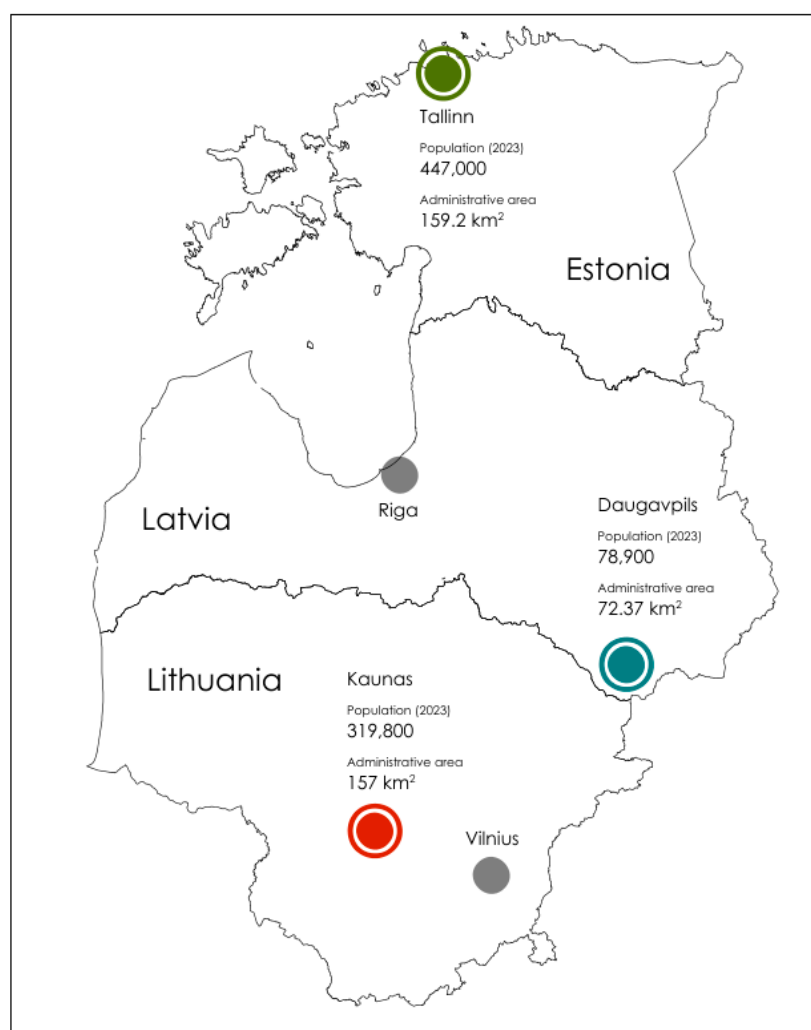 Tallinn
Population (2023)
447,000
Administrative area
159.2 km²
Estonia
Riga
Latvia
Daugavpils
Population (2023)
78,900
Administrative area
72.37 km²
Lithuania
Kaunas
Population (2023)
319,800
Administrative area
157 km²
Vilnius